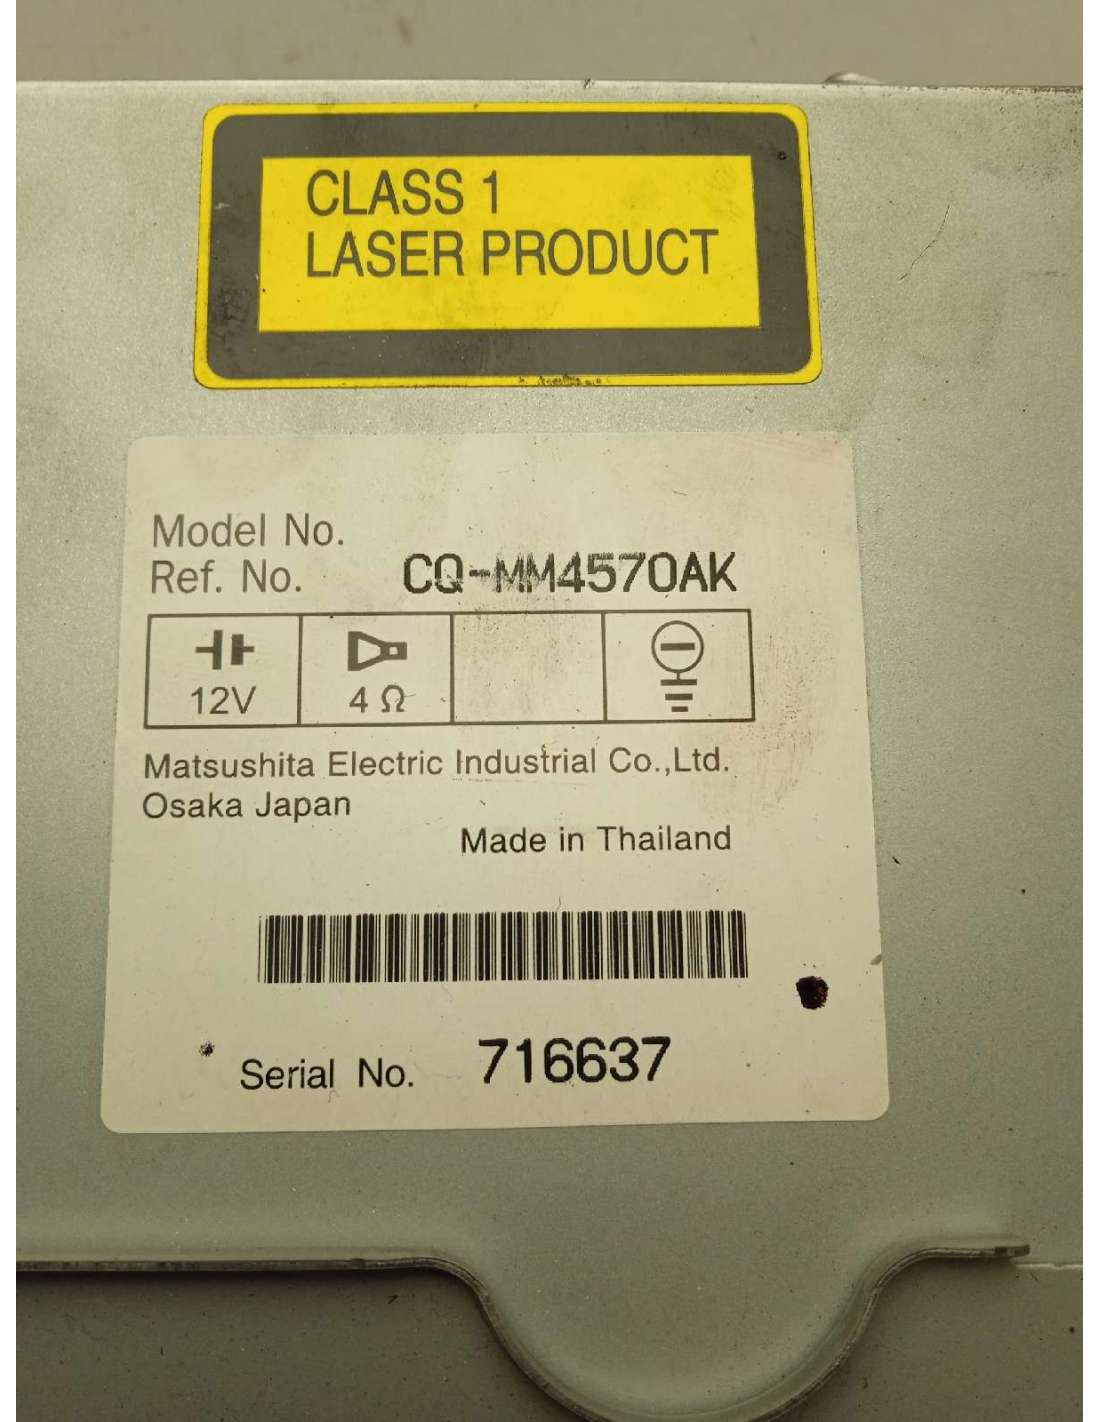 CLASS 1
LASER PRODUCT
Model No.
Ref. No. CQ-MM4570AK
12V 4 Ω
Matsushita Electric Industrial Co.,Ltd.
Osaka Japan
Made in Thailand
Serial No. 716637